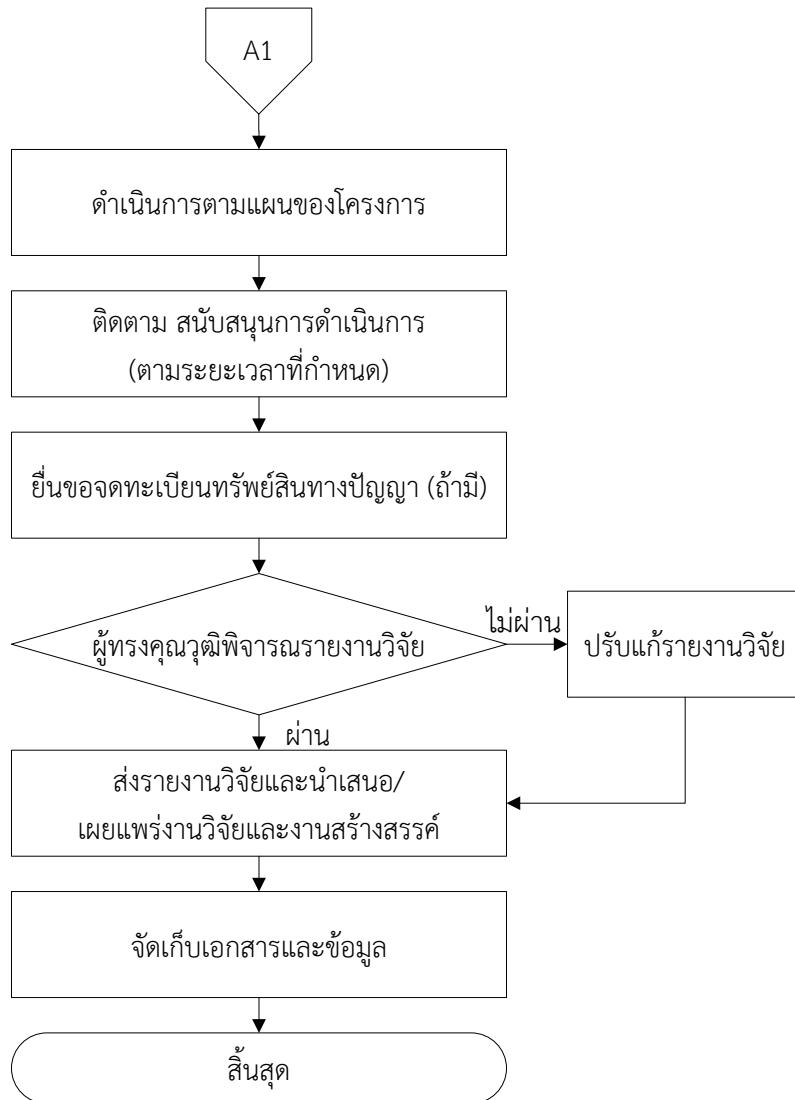 A1
ดำเนินการตามแผนของโครงการ
ติดตาม สนับสนุนการดำเนินการ
(ตามระยะเวลาที่กำหนด)
ยื่นขอจดทะเบียนทรัพย์สินทางปัญญา (ถ้ามี)
ผู้ทรงคุณวุฒิพิจารณรายงานวิจัย
ไม่ผ่าน
ปรับแก้รายงานวิจัย
ผ่าน
ส่งรายงานวิจัยและนำเสนอ/
เผยแพร่งานวิจัยและงานสร้างสรรค์
จัดเก็บเอกสารและข้อมูล
สิ้นสุด